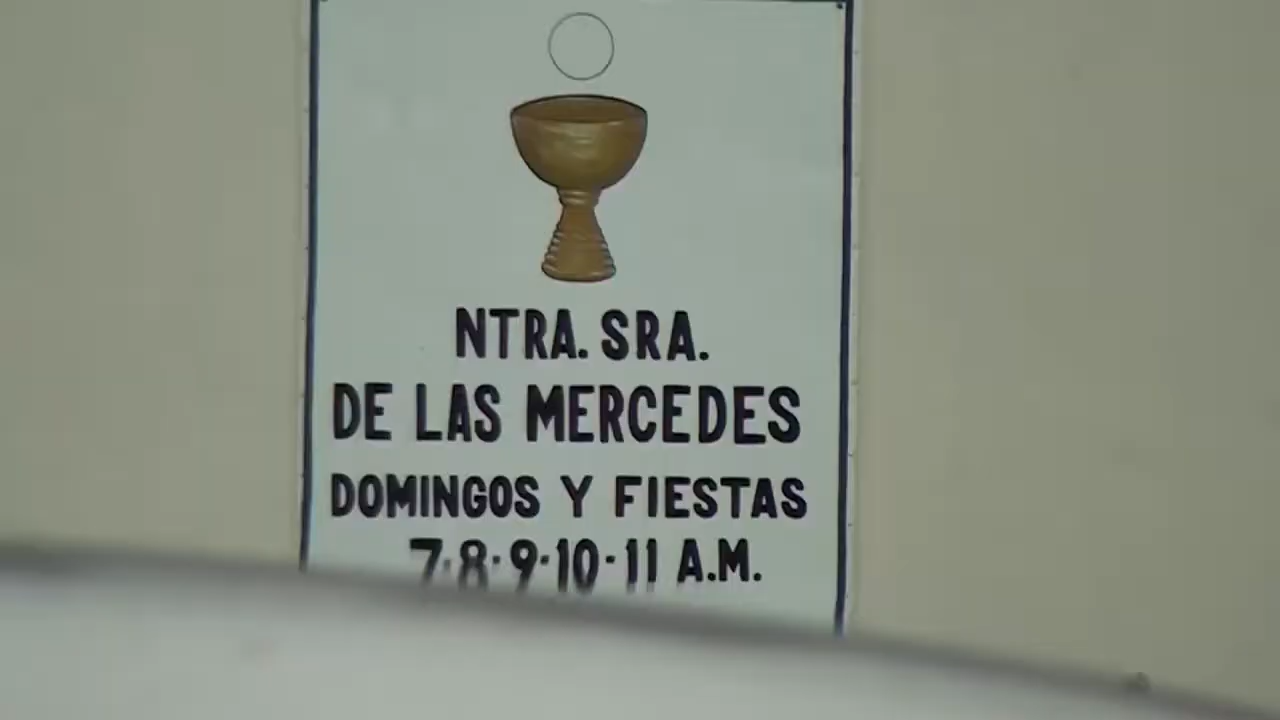 NTRA. SRA.
DE LAS MERCEDES
DOMINGOS Y FIESTAS
7·8·9·10·11 A.M.